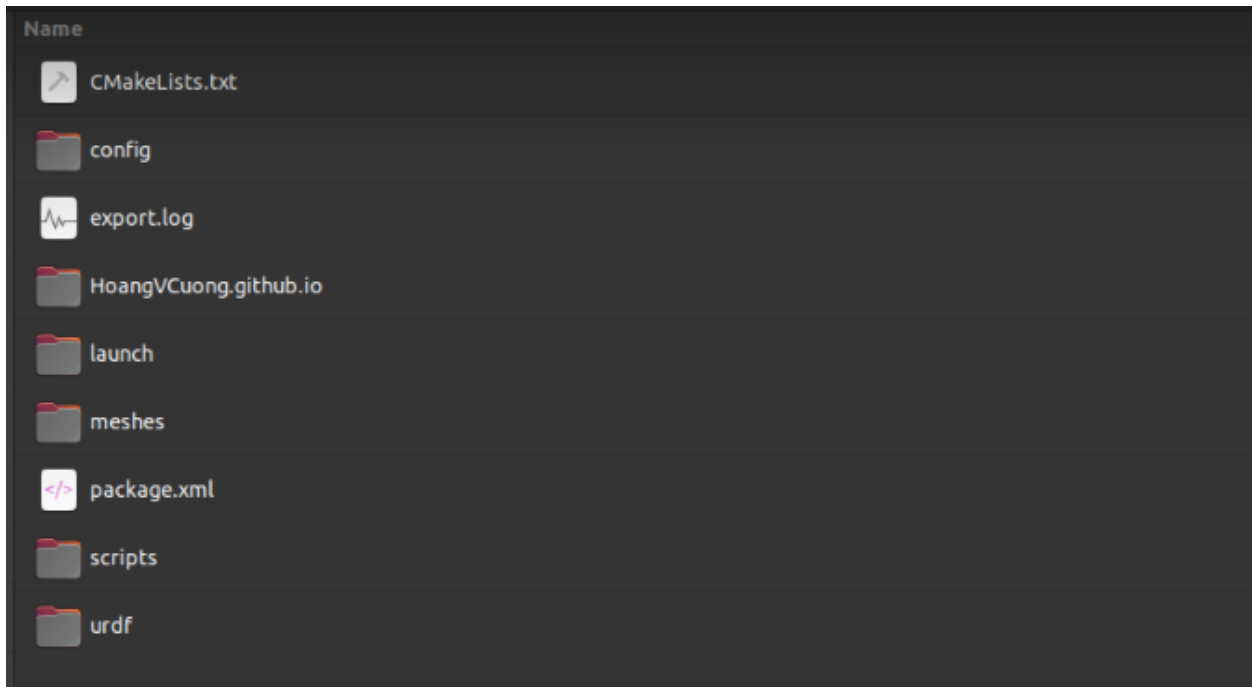 Name
CMakeLists.txt
config
export.log
HoangVCuong.github.io
launch
meshes
package.xml
scripts
urdf